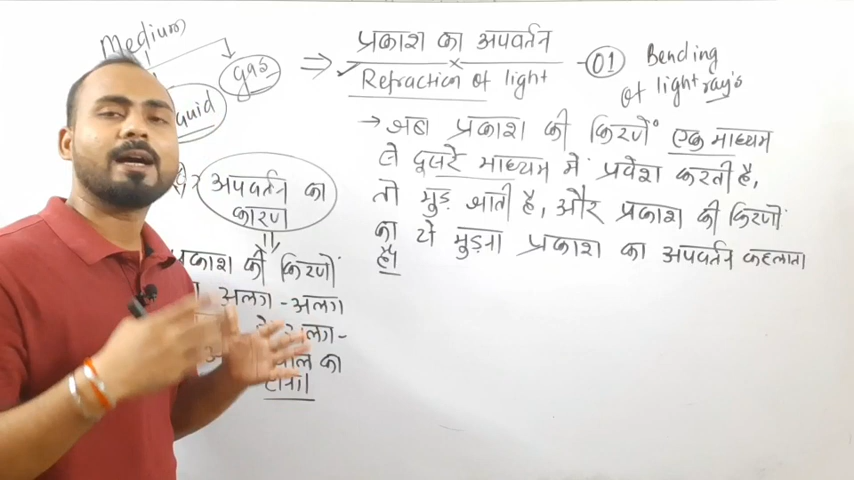 Medium
gas
⇒ प्रकाश का अपवर्तन
Refraction of light
01
Bending
of light ray's
→ जब प्रकाश की किरणें एक माध्यम
से दूसरे माध्यम में प्रवेश करती है,
तो मुड़ जाती है, और प्रकाश की किरणों
का ये मुड़ना प्रकाश का अपवर्तन कहलाता
है।
अपवर्तन का
कारण
प्रकाश की किरणों
अलग - अलग
चाल का
होना।